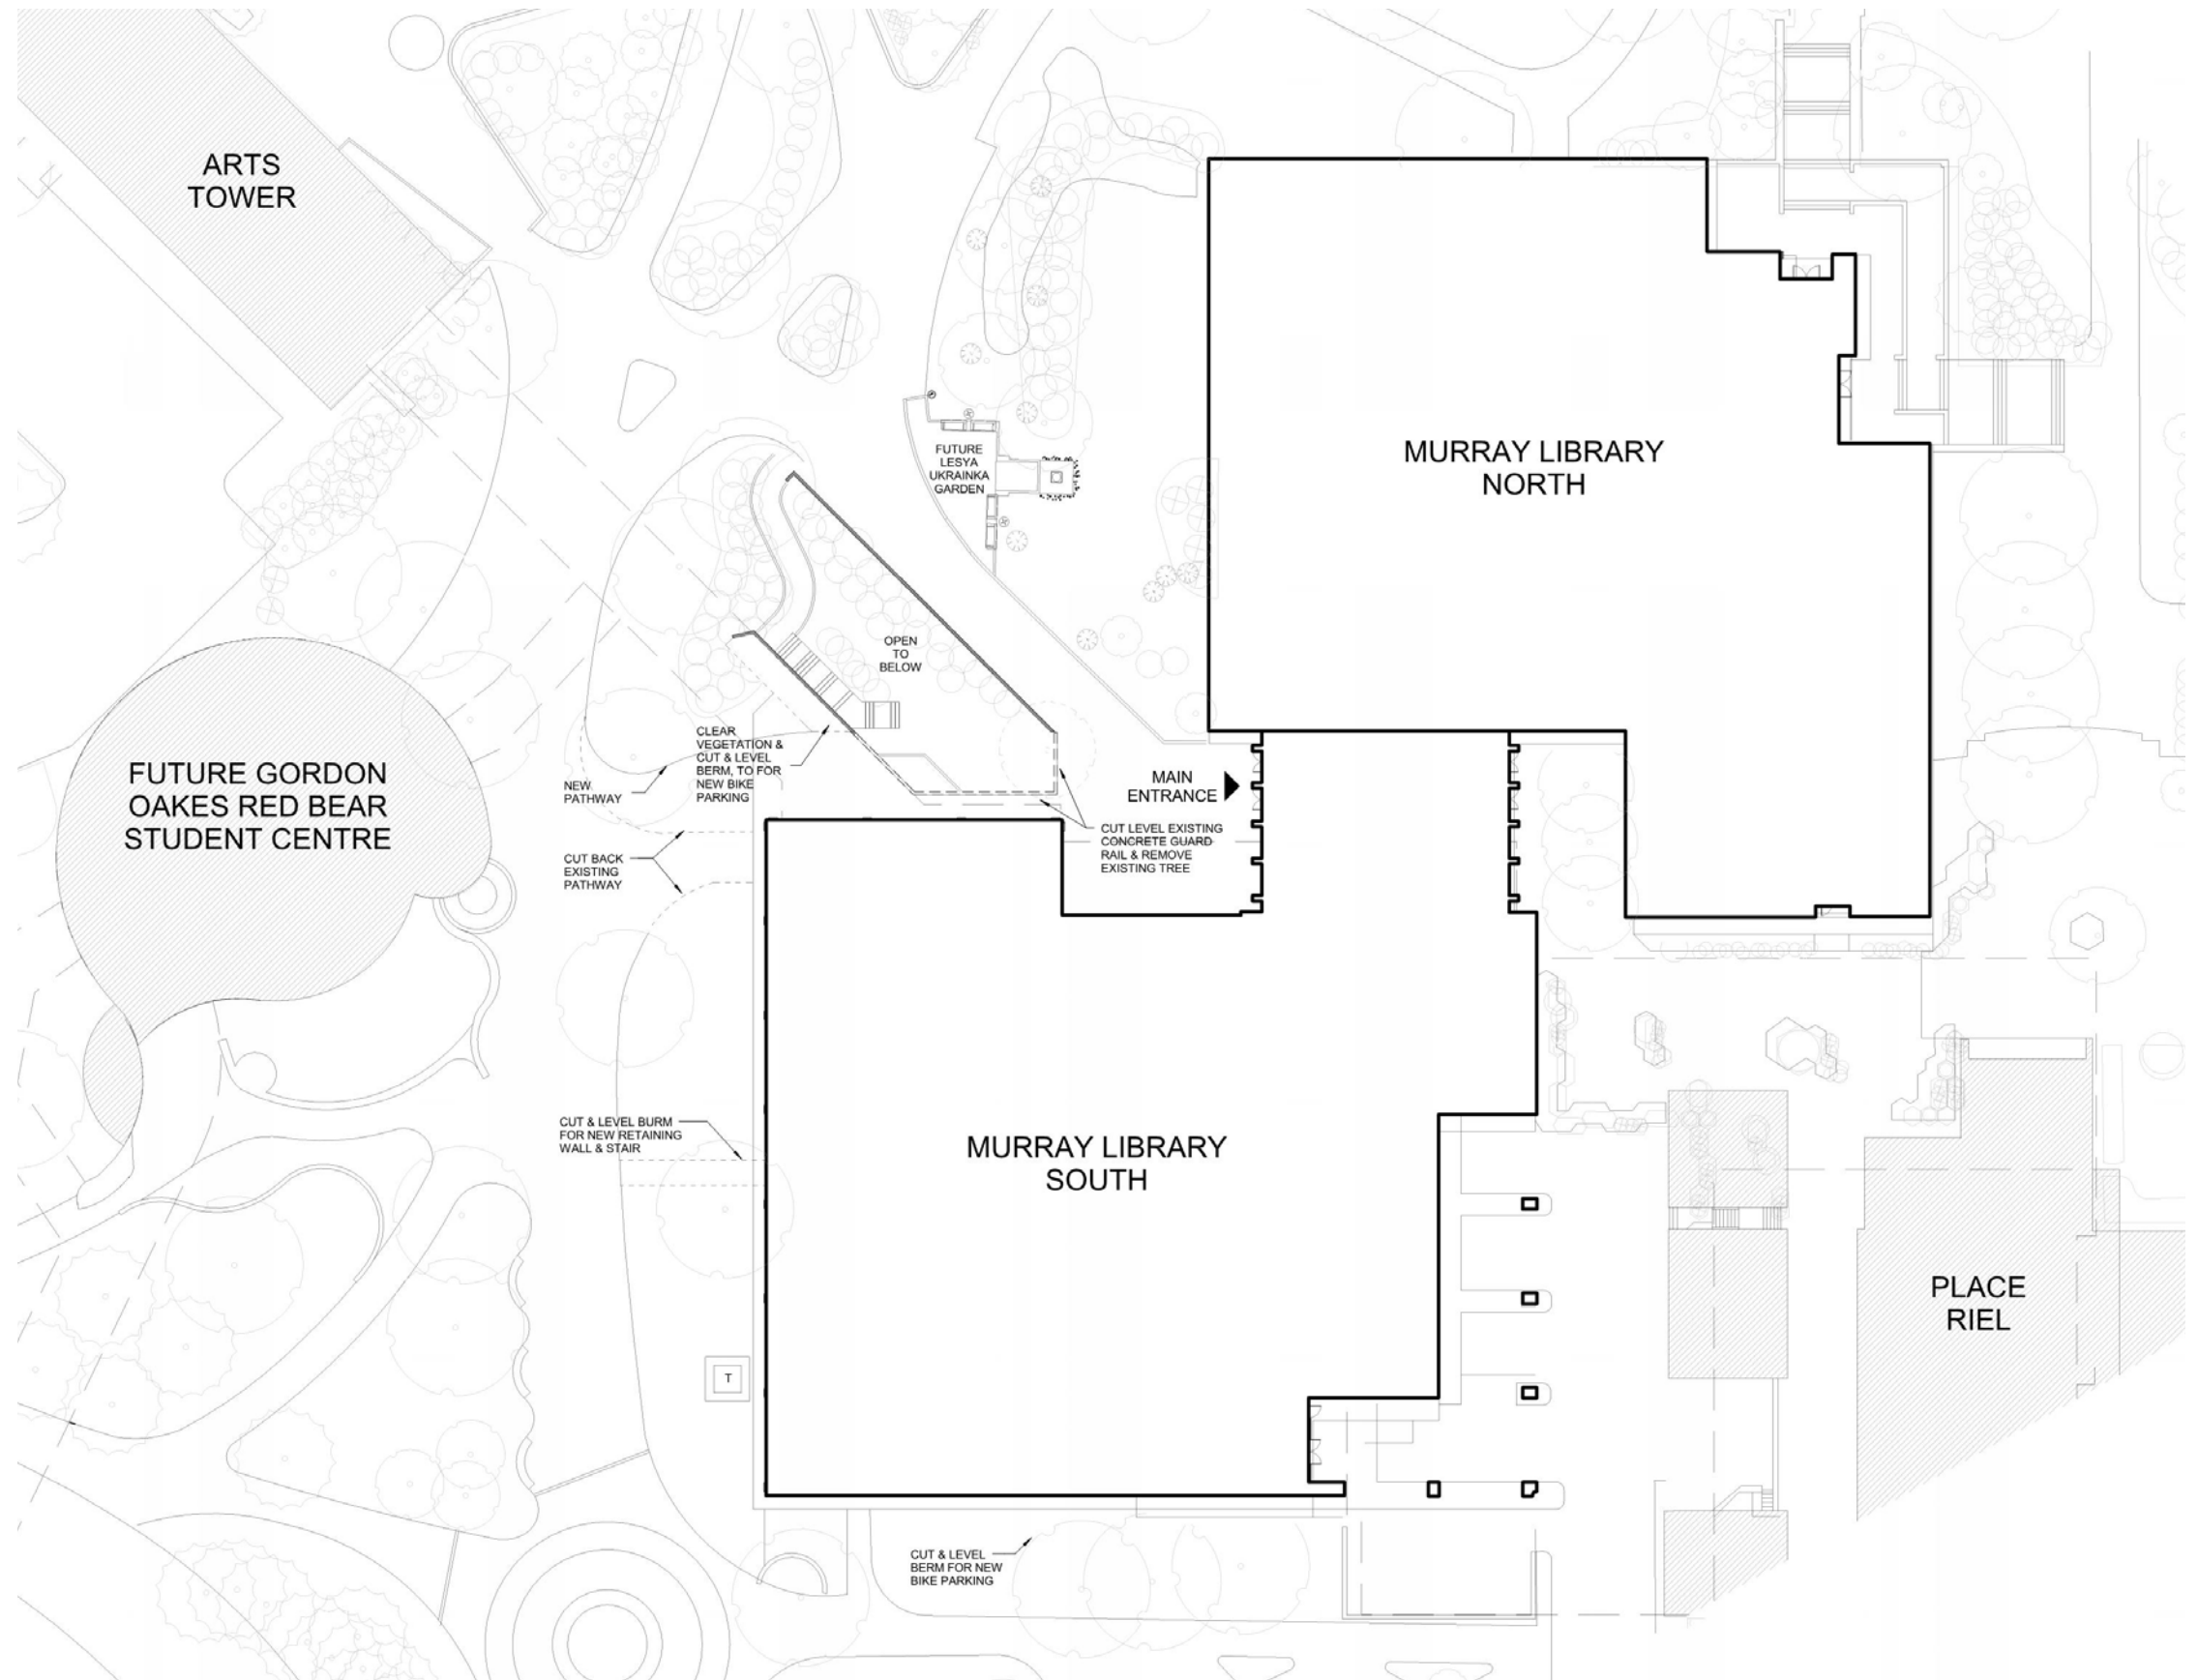 ARTS
TOWER
MURRAY LIBRARY
NORTH
FUTURE
LESYA
UKRAINKA
GARDEN
OPEN
TO
BELOW
CLEAR
VEGETATION &
CUT & LEVEL
BERM, TO FOR
NEW BIKE
PARKING
NEW
PATHWAY
MAIN
ENTRANCE
FUTURE GORDON
OAKES RED BEAR
STUDENT CENTRE
CUT LEVEL EXISTING
CONCRETE GUARD
RAIL & REMOVE
EXISTING TREE
CUT BACK
EXISTING
PATHWAY
CUT & LEVEL BURM
FOR NEW RETAINING
WALL & STAIR
MURRAY LIBRARY
SOUTH
PLACE
RIEL
T
CUT & LEVEL
BERM FOR NEW
BIKE PARKING